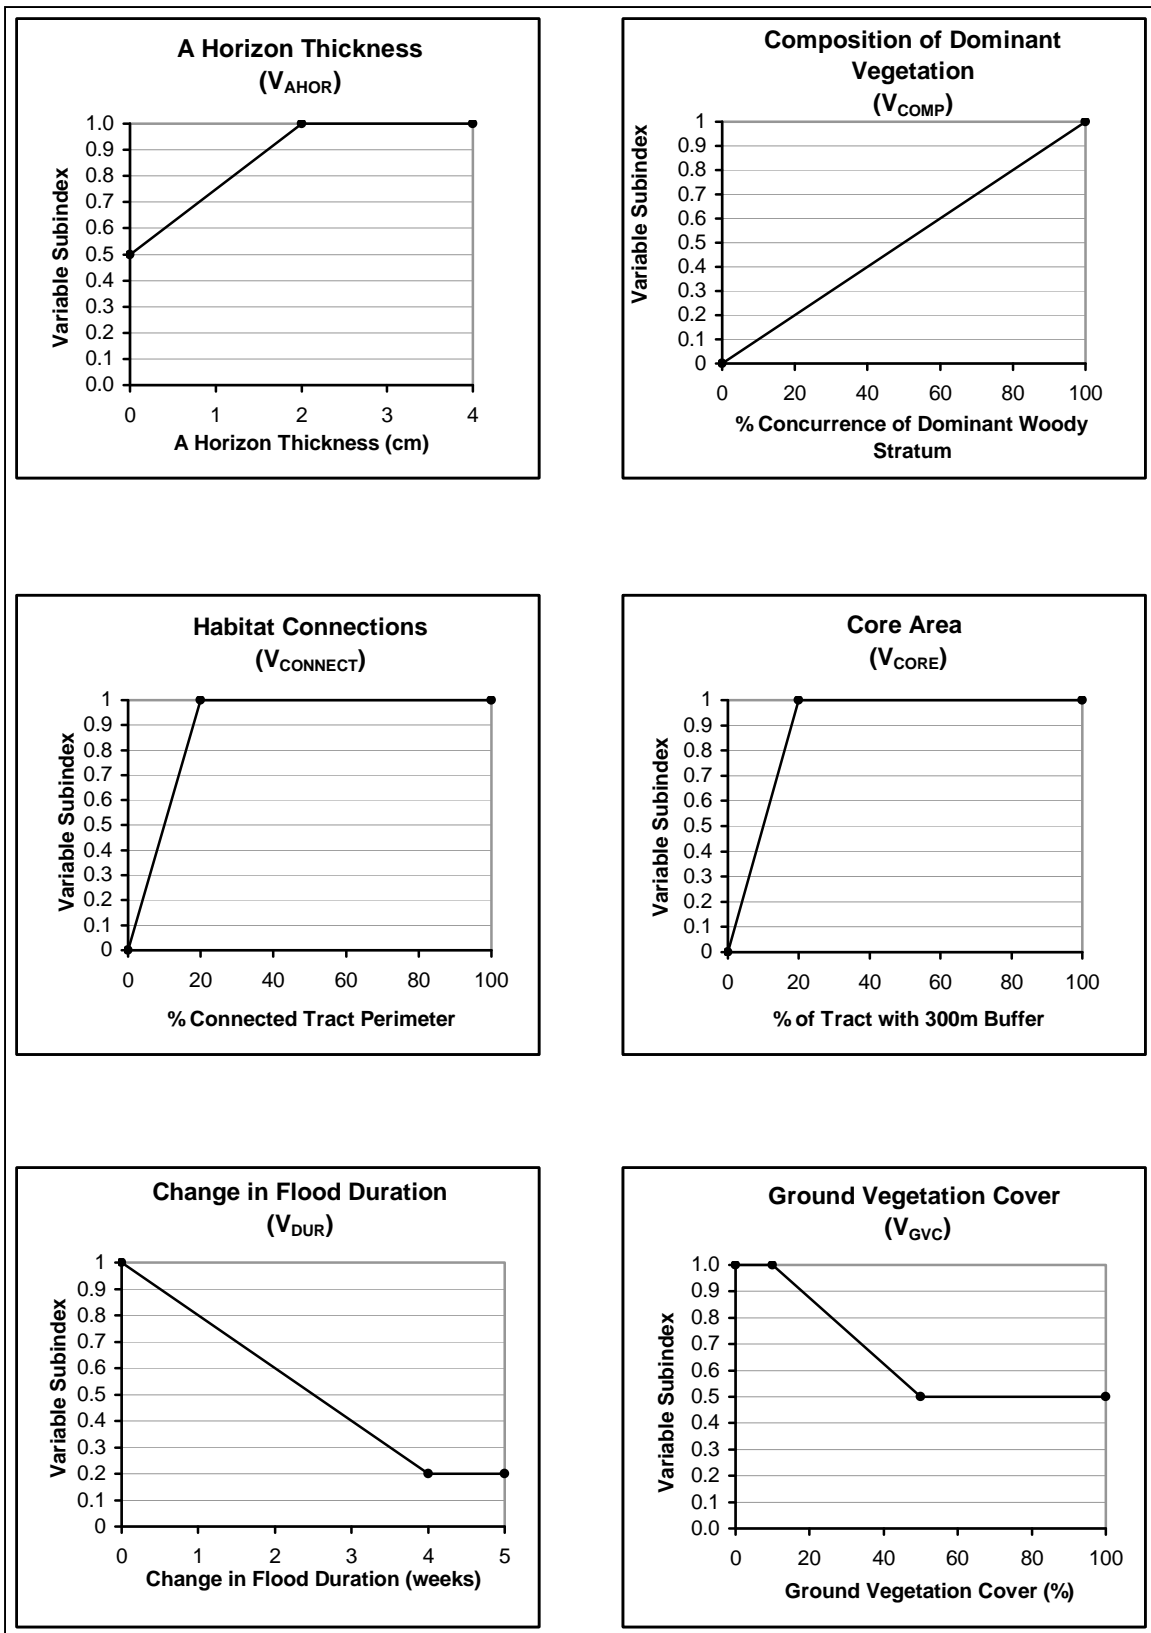 A Horizon Thickness
(VAHOR)
Variable Subindex
1.0
0.9
0.8
0.7
0.6
0.5
0.4
0.3
0.2
0.1
0.0
0 1 2 3 4
A Horizon Thickness (cm)
Composition of Dominant
Vegetation
(VCOMP)
Variable Subindex
1
0.9
0.8
0.7
0.6
0.5
0.4
0.3
0.2
0.1
0
0 20 40 60 80 100
% Concurrence of Dominant Woody
Stratum
Habitat Connections
(VCONNECT)
Variable Subindex
1
0.9
0.8
0.7
0.6
0.5
0.4
0.3
0.2
0.1
0
0 20 40 60 80 100
% Connected Tract Perimeter
Core Area
(VCORE)
Variable Subindex
1
0.9
0.8
0.7
0.6
0.5
0.4
0.3
0.2
0.1
0
0 20 40 60 80 100
% of Tract with 300m Buffer
Change in Flood Duration
(VDUR)
Variable Subindex
1
0.9
0.8
0.7
0.6
0.5
0.4
0.3
0.2
0.1
0
0 1 2 3 4 5
Change in Flood Duration (weeks)
Ground Vegetation Cover
(VGVC)
Variable Subindex
1.0
0.9
0.8
0.7
0.6
0.5
0.4
0.3
0.2
0.1
0.0
0 20 40 60 80 100
Ground Vegetation Cover (%)